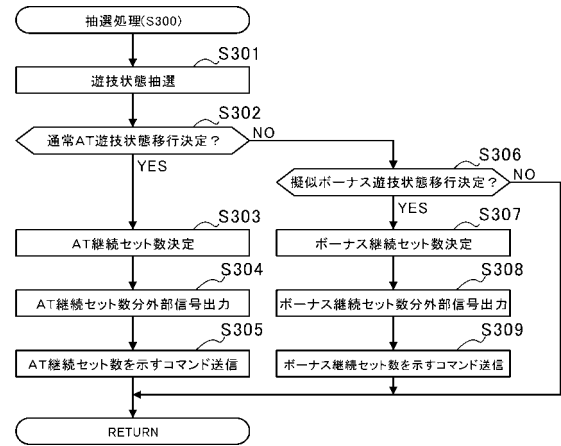 抽選処理(S300)
S301
遊技状態抽選
S302
通常AT遊技状態移行決定？
NO
YES
S306
擬似ボーナス遊技状態移行決定？
NO
YES
S303
AT継続セット数決定
S307
ボーナス継続セット数決定
S304
AT継続セット数分外部信号出力
S308
ボーナス継続セット数分外部信号出力
S305
AT継続セット数を示すコマンド送信
S309
ボーナス継続セット数を示すコマンド送信
RETURN